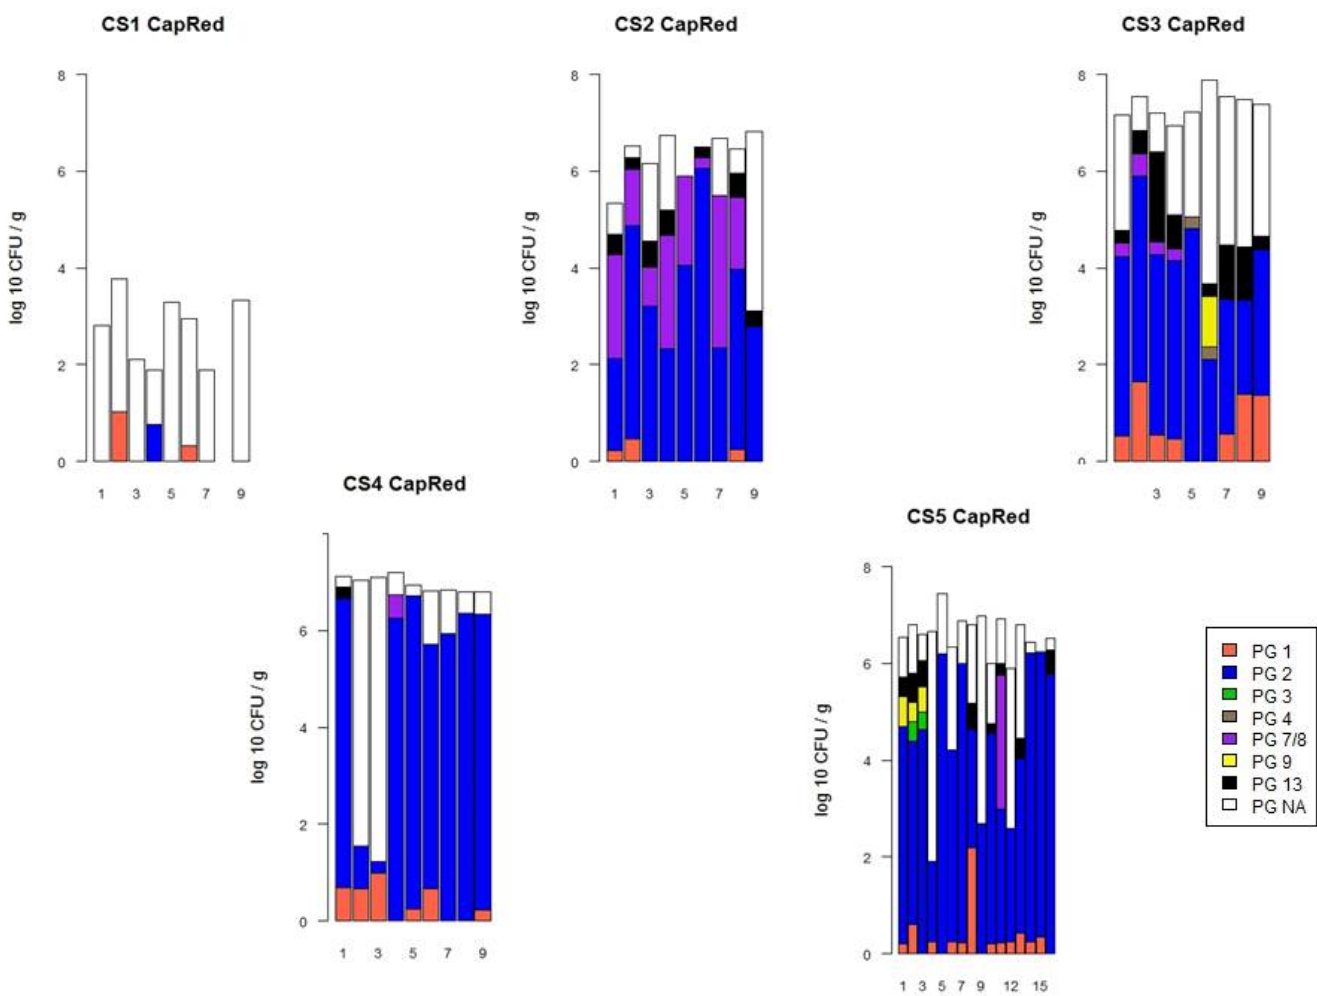 CS1 CapRed
CS2 CapRed
CS3 CapRed
8
6
4
2
0
log 10 CFU / g
1 3 5 7 9
8
6
4
2
0
log 10 CFU / g
1 3 5 7 9
8
6
4
2
0
log 10 CFU / g
3 5 7 9
CS4 CapRed
6
4
2
0
log 10 CFU / g
1 3 5 7 9
CS5 CapRed
8
6
4
2
0
log 10 CFU / g
1 3 5 7 9 12 15
PG 1
PG 2
PG 3
PG 4
PG 7/8
PG 9
PG 13
PG NA